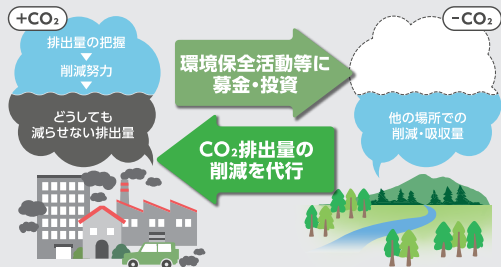 +CO₂
排出量の把握
▼
削減努力
▼
どうしても
減らせない排出量
環境保全活動等に
募金・投資
CO₂排出量の
削減を代行
-CO₂
他の場所での
削減・吸収量